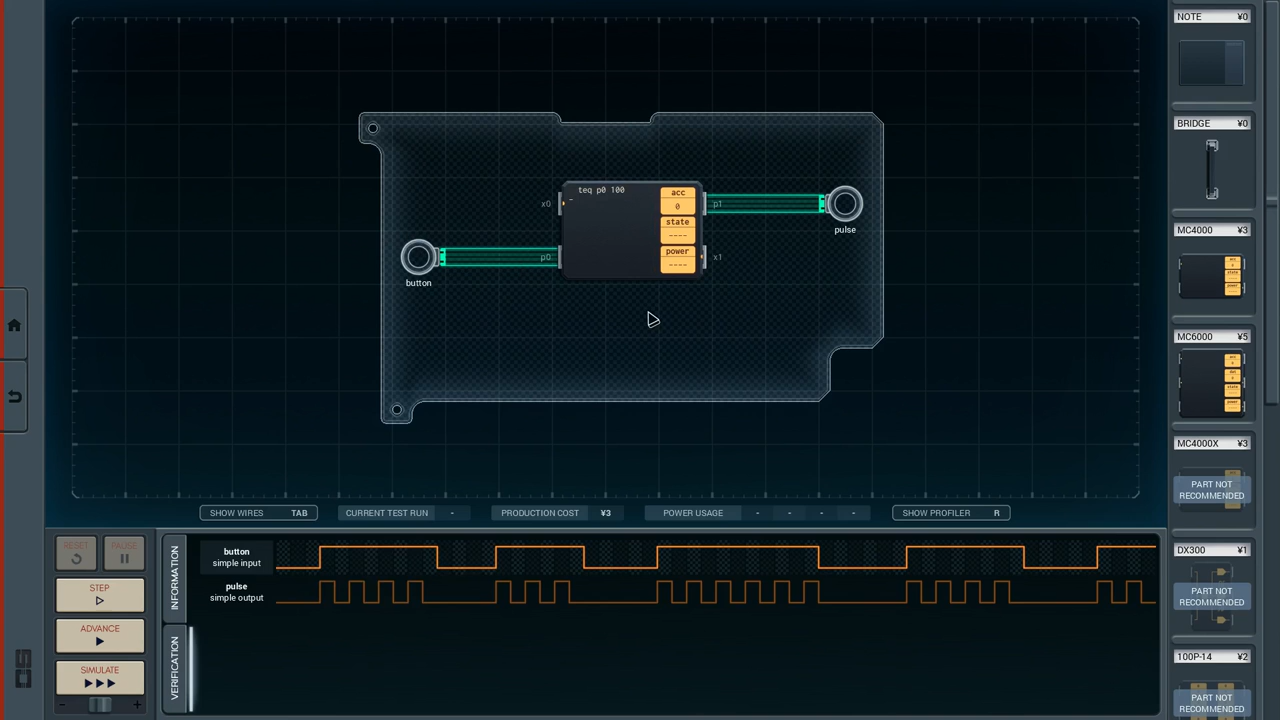 NOTE ¥0
BRIDGE ¥0
MC4000 ¥3
MC6000 ¥5
MC4000X ¥3
PART NOT
RECOMMENDED
DX300 ¥1
PART NOT
RECOMMENDED
100P-14 ¥2
PART NOT
RECOMMENDED
teq p0 100
-
acc
0
state
----
power
----
x0
p0
p1
x1
button
pulse
SHOW WIRES TAB
CURRENT TEST RUN -
PRODUCTION COST ¥3
POWER USAGE - - - -
SHOW PROFILER R
RESET
PAUSE
STEP
ADVANCE
SIMULATE
- +
INFORMATION
VERIFICATION
button
simple input
pulse
simple output